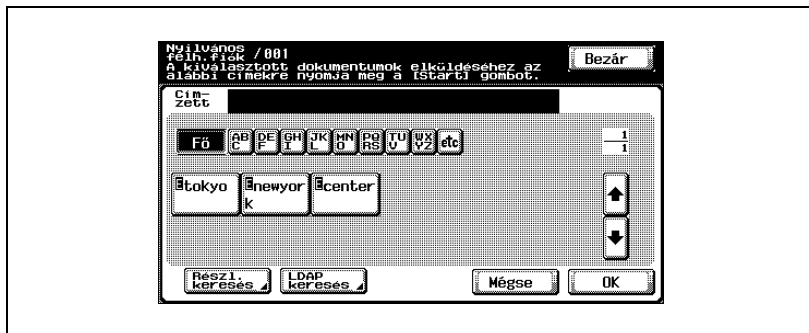 Nyilvános
félh.fiók /001
A kiválasztott dokumentumok elküldéséhez az
alábbi címekre nyomja meg a [Start] gombot.
Bezár
Cím-
zett
Fő
AB
C
DE
F
GH
I
JK
L
MN
O
PQ
RS
TU
V
WX
YZ
etc
1
1
E tokyo
E newyor
k
E center
Részl.
keresés
LDAP
keresés
Mégse
OK